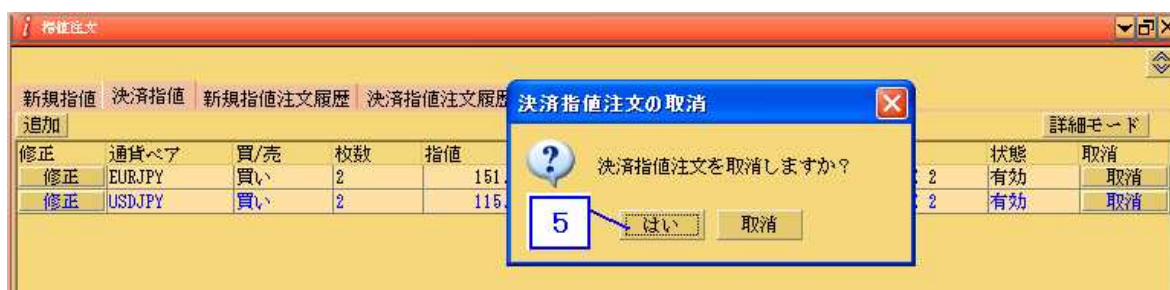 指値注文
新規指値 決済指値 新規指値注文履歴 決済指値注文履歴
追加 詳細モード
修正 通貨ペア 買/売 枚数 指値 状態 取消
修正 EURJPY 買い 2 151. 2 有効 取消
修正 USDJPY 買い 2 115. 2 有効 取消
決済指値注文の取消
決済指値注文を取消しますか?
5 はい 取消